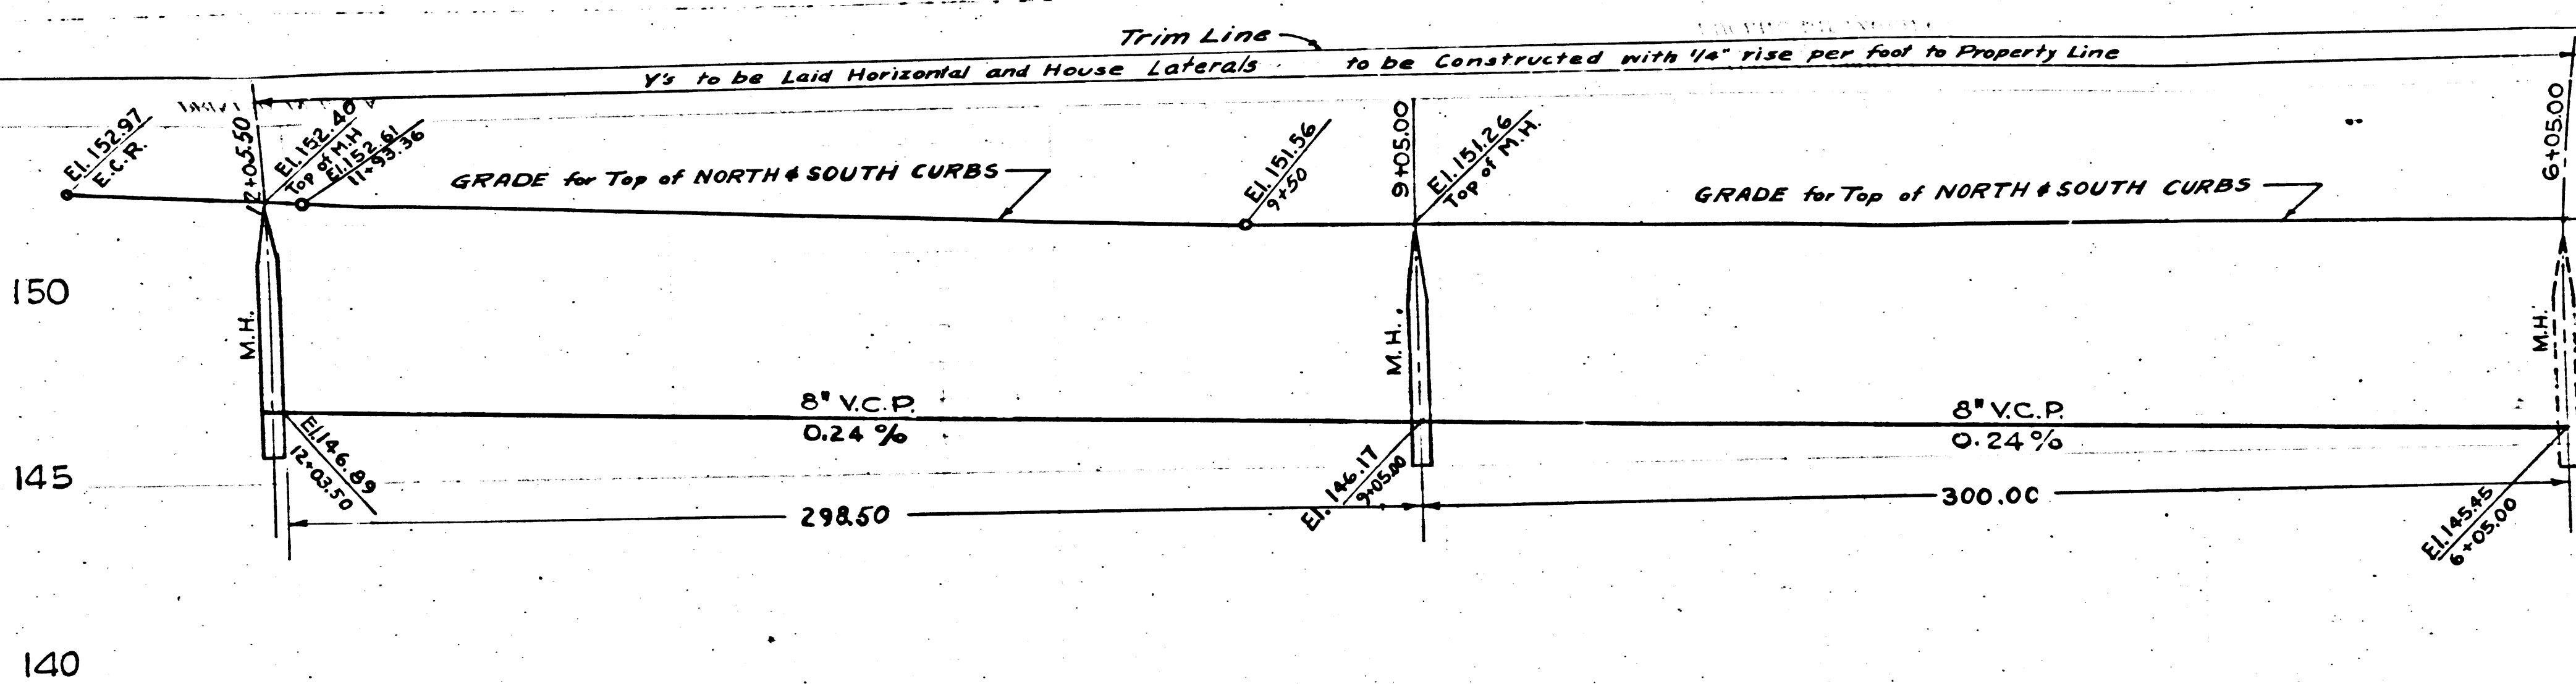 Trim Line
Y's to be Laid Horizontal and House Laterals to be Constructed with 1/4" rise per foot to Property Line
El. 152.97
E.C.R.
12+05.50
El. 152.40
Top of M.H
El. 152.61
11+93.36
GRADE for Top of NORTH & SOUTH CURBS
El. 151.56
9+50
9+05.00
El. 151.26
Top of M.H.
GRADE for Top of NORTH & SOUTH CURBS
6+05.00
150
M.H.
M.H.
M.H.
8" V.C.P.
0.24 %
8" V.C.P.
0.24 %
El. 146.89
12+03.50
El. 146.17
9+05.00
El. 145.45
6+05.00
145
298.50
300.00
140